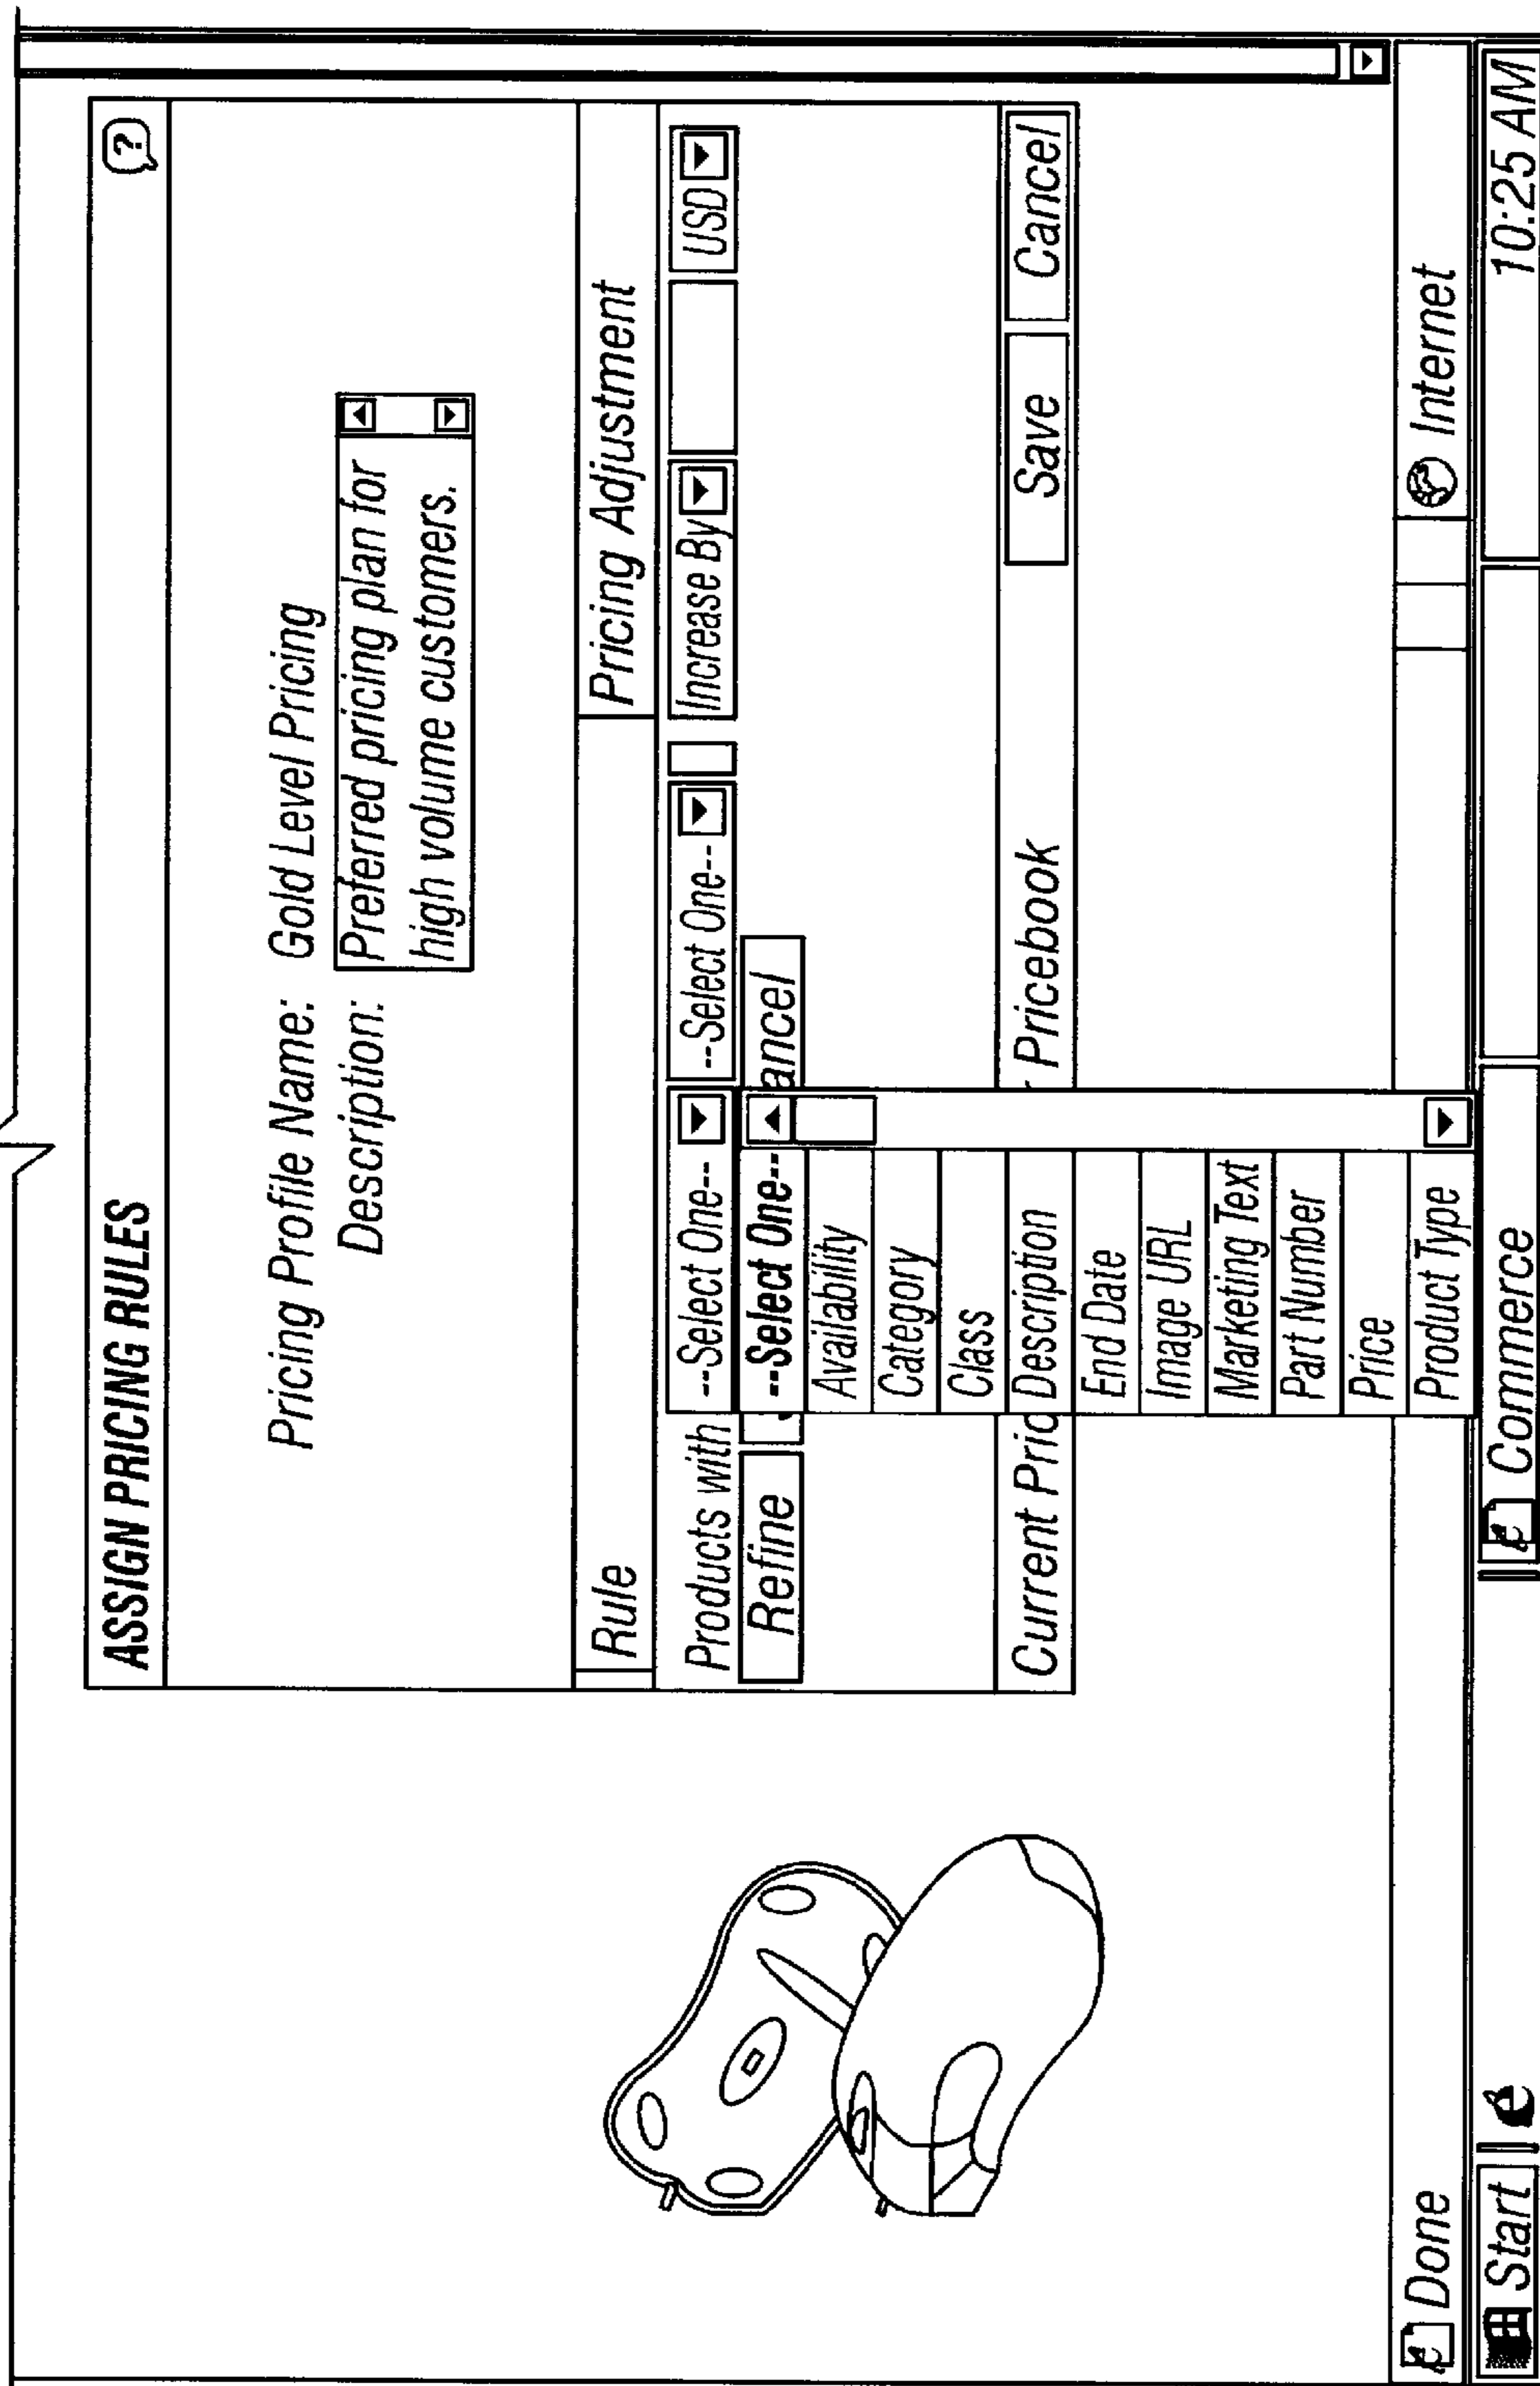 ASSIGN PRICING RULES ?
Pricing Profile Name: Gold Level Pricing
Description: Preferred pricing plan for
high volume customers.
Rule Pricing Adjustment
Products with --Select One-- --Select One-- Increase By USD
Refine --Select One-- ancel
Availability
Category
Class
Current Pric Description r Pricebook Save Cancel
End Date
Image URL
Marketing Text
Part Number
Price
Product Type
Done Internet
Start Commerce 10:25 AM